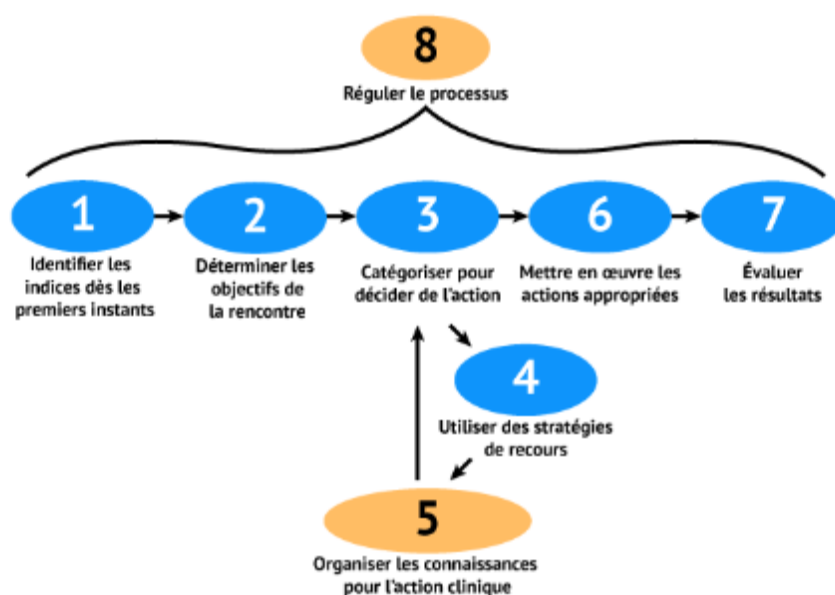 8
Réguler le processus
1
2
3
6
7
Identifier les
indices dès les
premiers instants
Déterminer les
objectifs de
la rencontre
Catégoriser pour
décider de l'action
Mettre en œuvre les
actions appropriées
Évaluer
les résultats
4
Utiliser des stratégies
de recours
5
Organiser les connaissances
pour l'action clinique